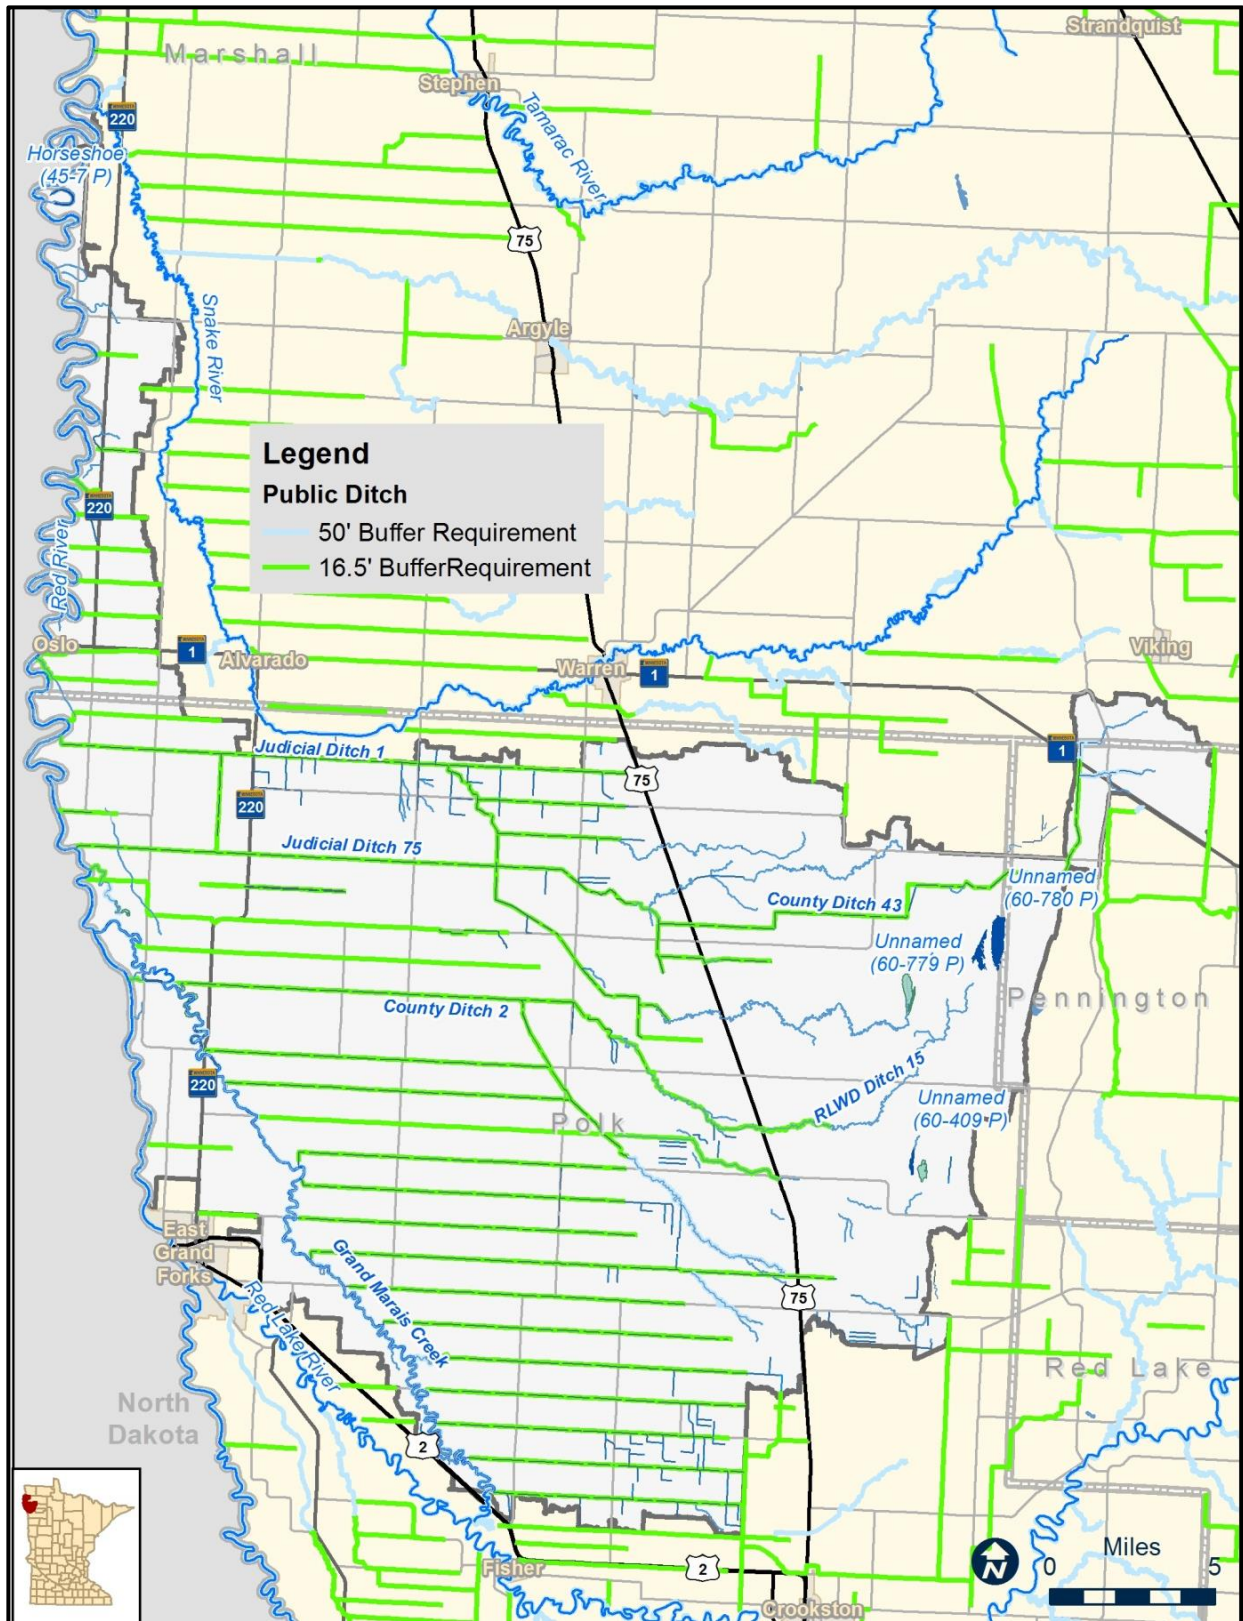 Strandquist
Marshall
Stephen
Tamarac River
220
Horseshoe
(45-7 P)
75
Snake River
Argyle
Legend
Public Ditch
50' Buffer Requirement
16.5' BufferRequirement
220
Red River
Oslo
1
Alvarado
Warren
1
Viking
Judicial Ditch 1
1
75
220
Judicial Ditch 75
Unnamed
(60-780 P)
County Ditch 43
Unnamed
(60-779 P)
Pennington
County Ditch 2
220
RLWD Ditch 15
Unnamed
(60-409 P)
Polk
East
Grand
Forks
Grand Marais Creek
Red Lake River
75
Red Lake
North
Dakota
2
N
Miles
0
5
Fisher
2
Crookston